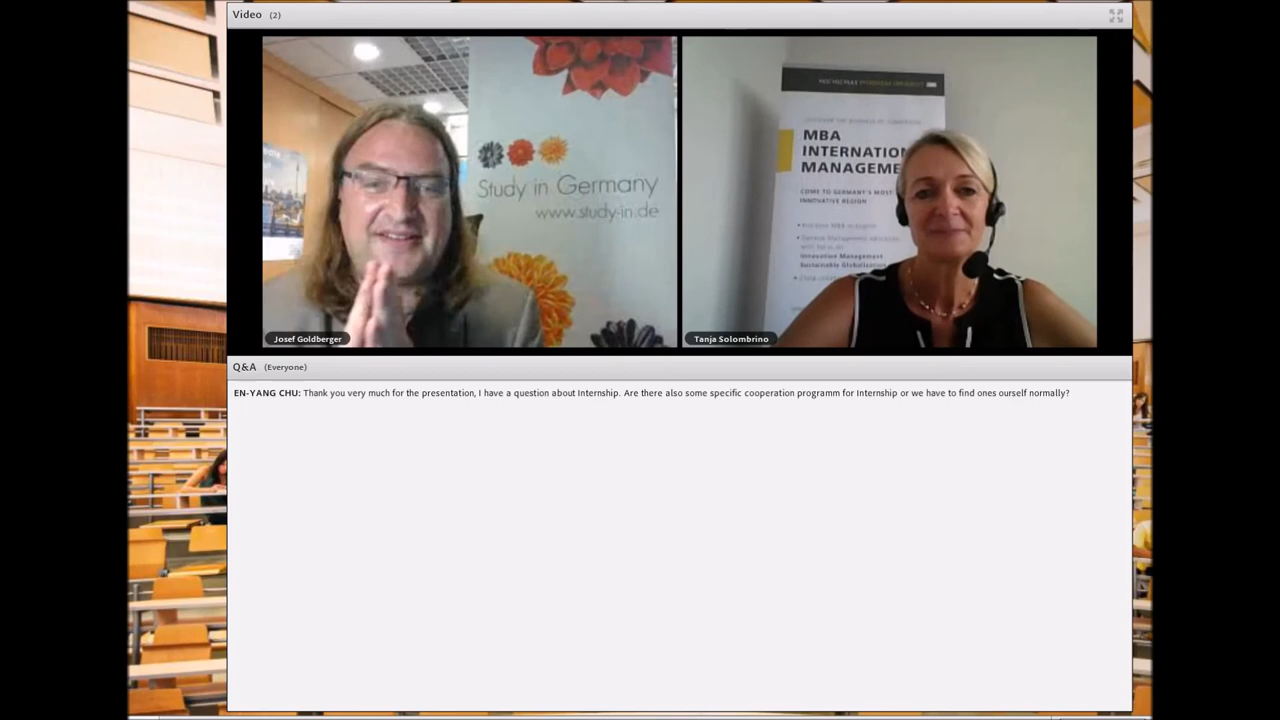 Video (2)
Study in Germany
www.study-in.de
MBA
INTERNATION
MANAGEME
COME TO GERMANY'S MOST
INNOVATIVE REGION
Innovation Management
Sustainable Globalization
Josef Goldberger
Tanja Solombrino
Q&A (Everyone)
EN-YANG CHU: Thank you very much for the presentation, I have a question about Internship. Are there also some specific cooperation programm for Internship or we have to find ones ourself normally?